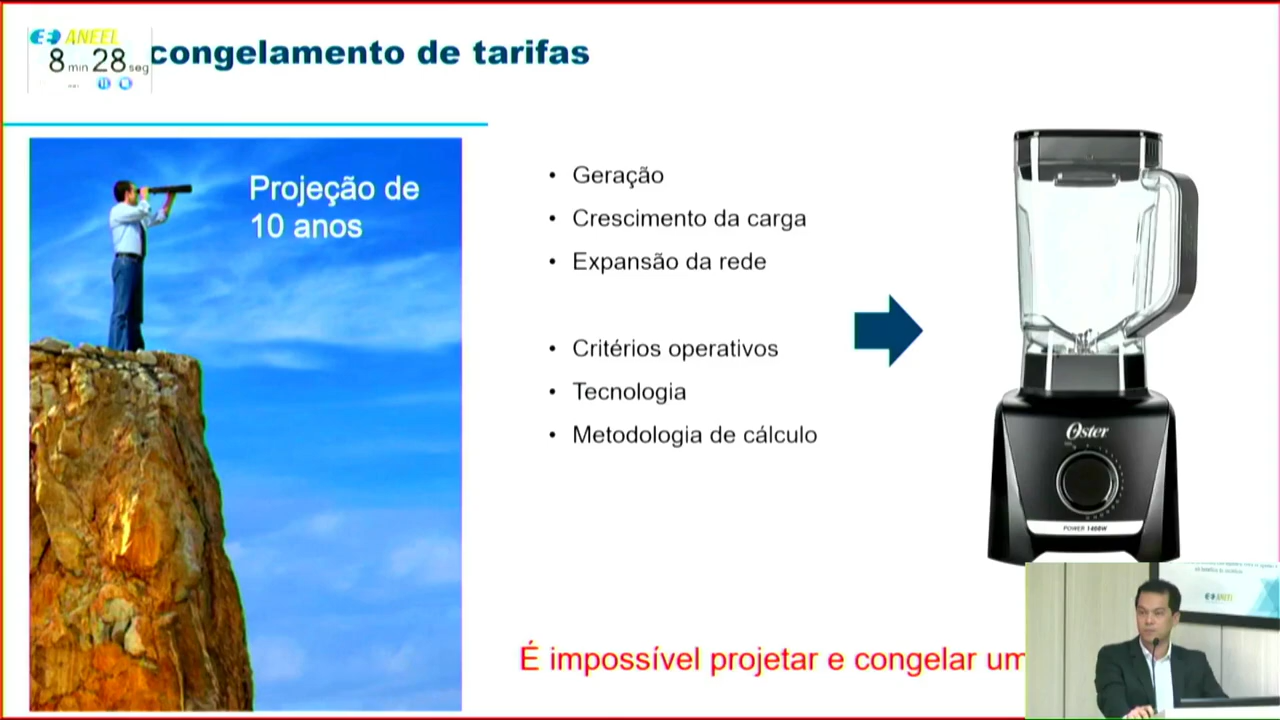 ANEEL
8 min 28 seg
congelamento de tarifas
Projeção de
10 anos
• Geração
• Crescimento da carga
• Expansão da rede
• Critérios operativos
• Tecnologia
• Metodologia de cálculo
Oster
POWER 1400W
É impossível projetar e congelar um
ANEEL